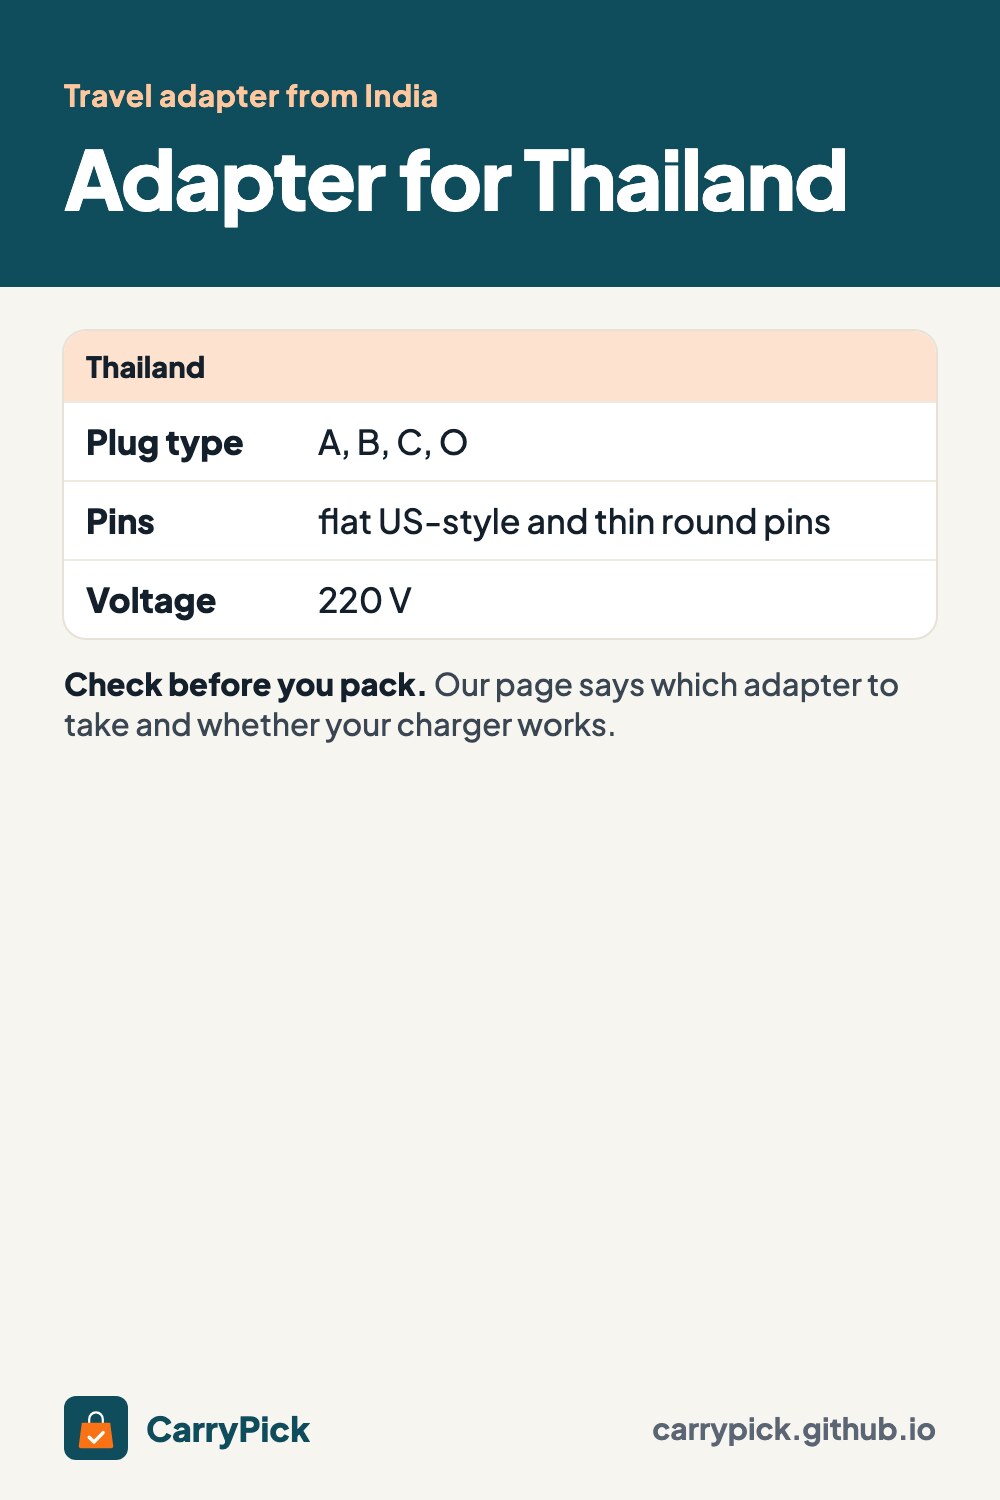 Travel adapter from India
Adapter for Thailand
Thailand
Plug type A, B, C, O
Pins flat US-style and thin round pins
Voltage 220 V
Check before you pack. Our page says which adapter to
take and whether your charger works.
CarryPick carrypick.github.io